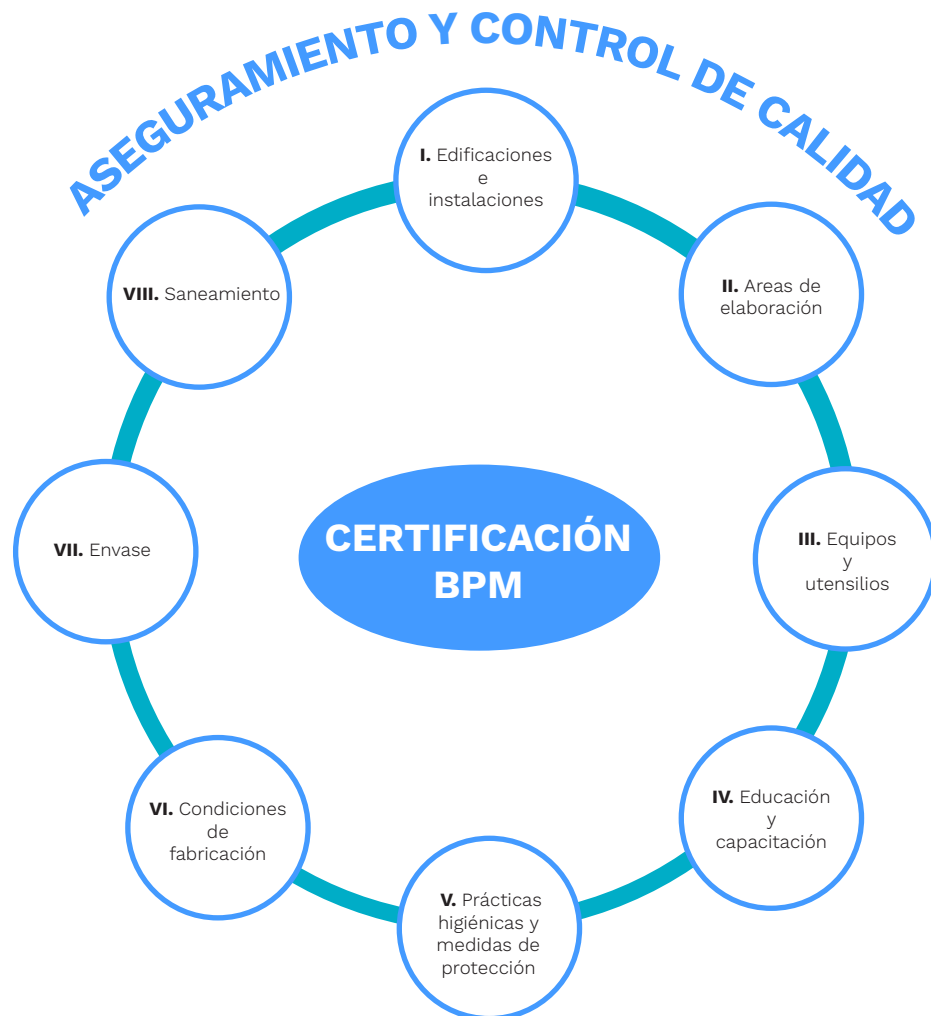 ASEGURAMIENTO Y CONTROL DE CALIDAD
I. Edificaciones
e
instalaciones
II. Areas de
elaboración
III. Equipos
y
utensilios
IV. Educación
y
capacitación
V. Prácticas
higiénicas y
medidas de
protección
VI. Condiciones
de
fabricación
VII. Envase
VIII. Saneamiento
CERTIFICACIÓN
BPM